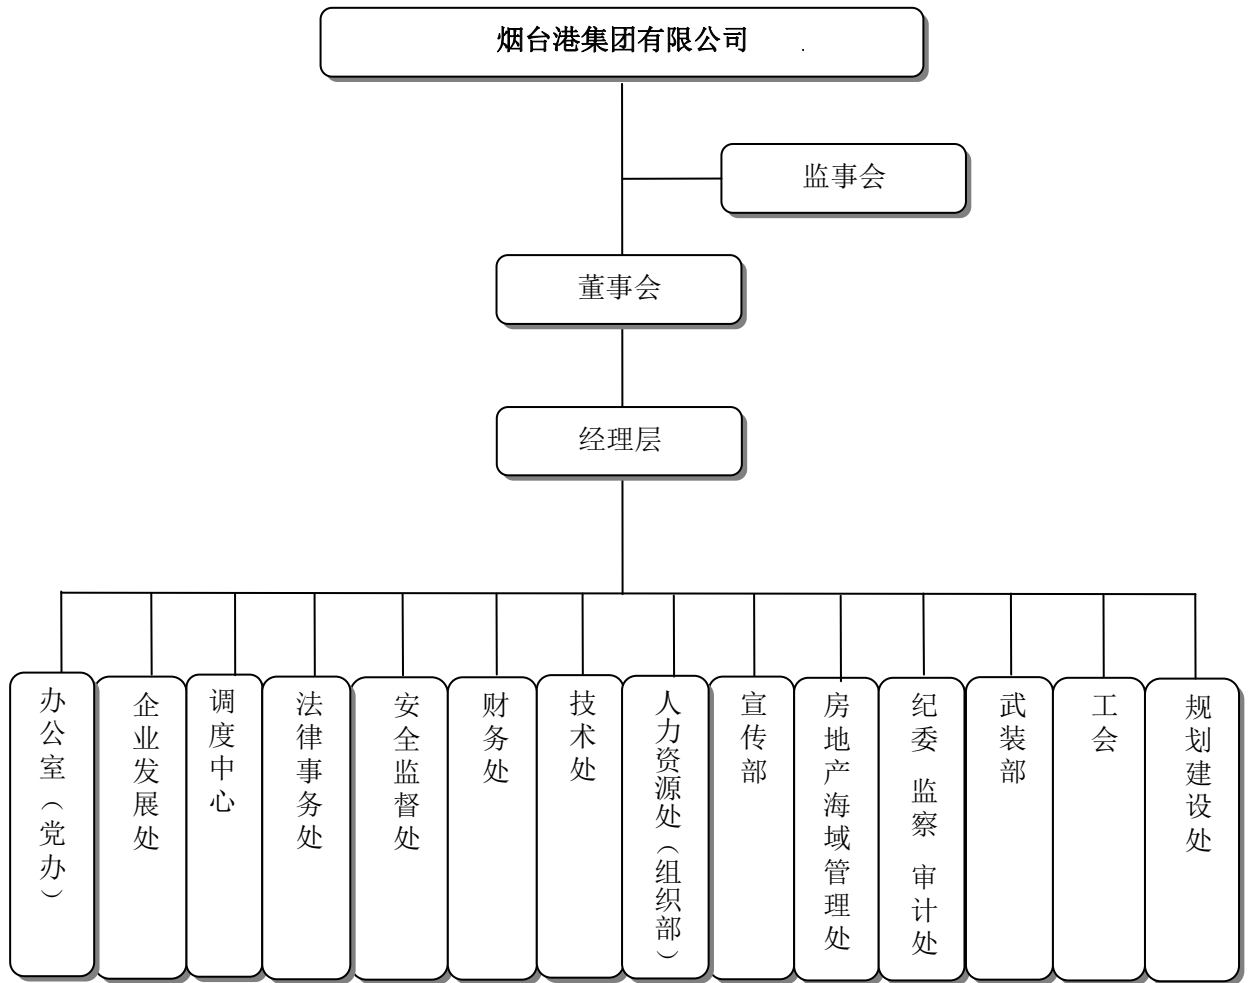 烟台港集团有限公司
监事会
董事会
经理层
办公室（党办）
企业发展处
调度中心
法律事务处
安全监督处
财务处
技术处
人力资源处（组织部）
宣传部
房地产海域管理处
纪委 监察 审计处
武装部
工会
规划建设处